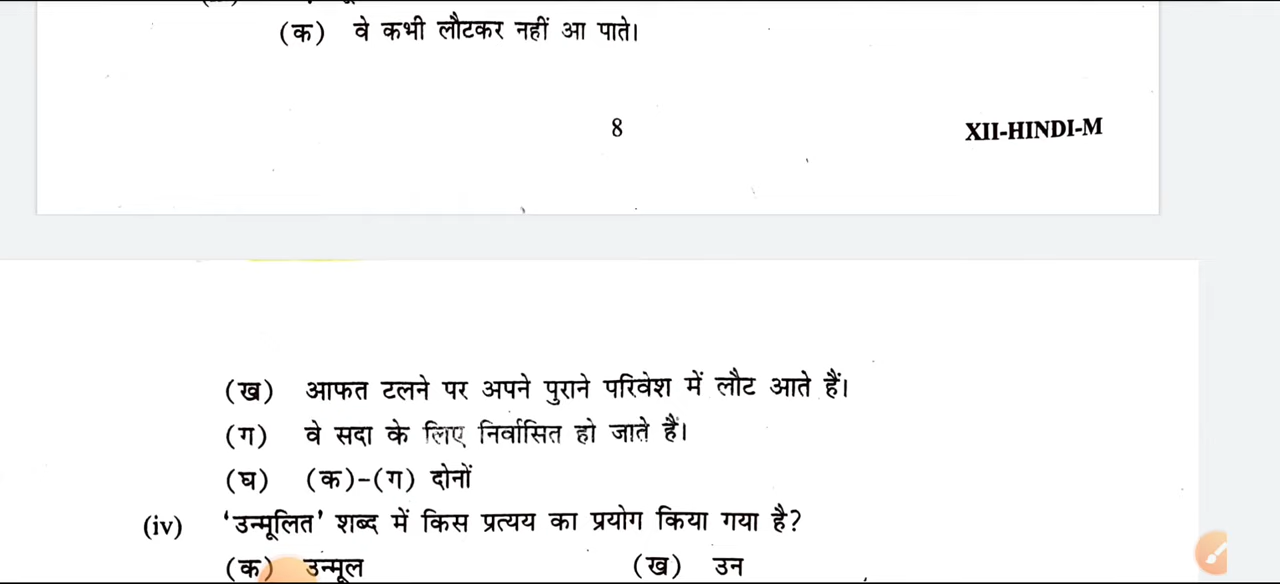 (क) वे कभी लौटकर नहीं आ पाते।
8
XII-HINDI-M
(ख) आफत टलने पर अपने पुराने परिवेश में लौट आते हैं।
(ग) वे सदा के लिए निर्वासित हो जाते हैं।
(घ) (क)-(ग) दोनों
(iv) ‘उन्मूलित’ शब्द में किस प्रत्यय का प्रयोग किया गया है?
(क) उन्मूल (ख) उन